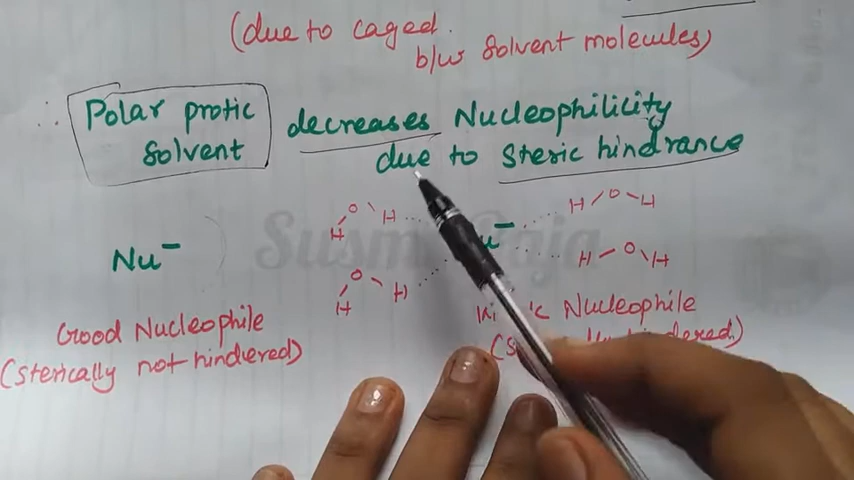 (due to caged
b/w solvent molecules)
∴ Polar protic solvent decreases Nucleophilicity
due to steric hindrance
H O H
H O H
H O H
H O H
Nu⁻
Good Nucleophile
(sterically not hindered)
Nucleophile
hindered)